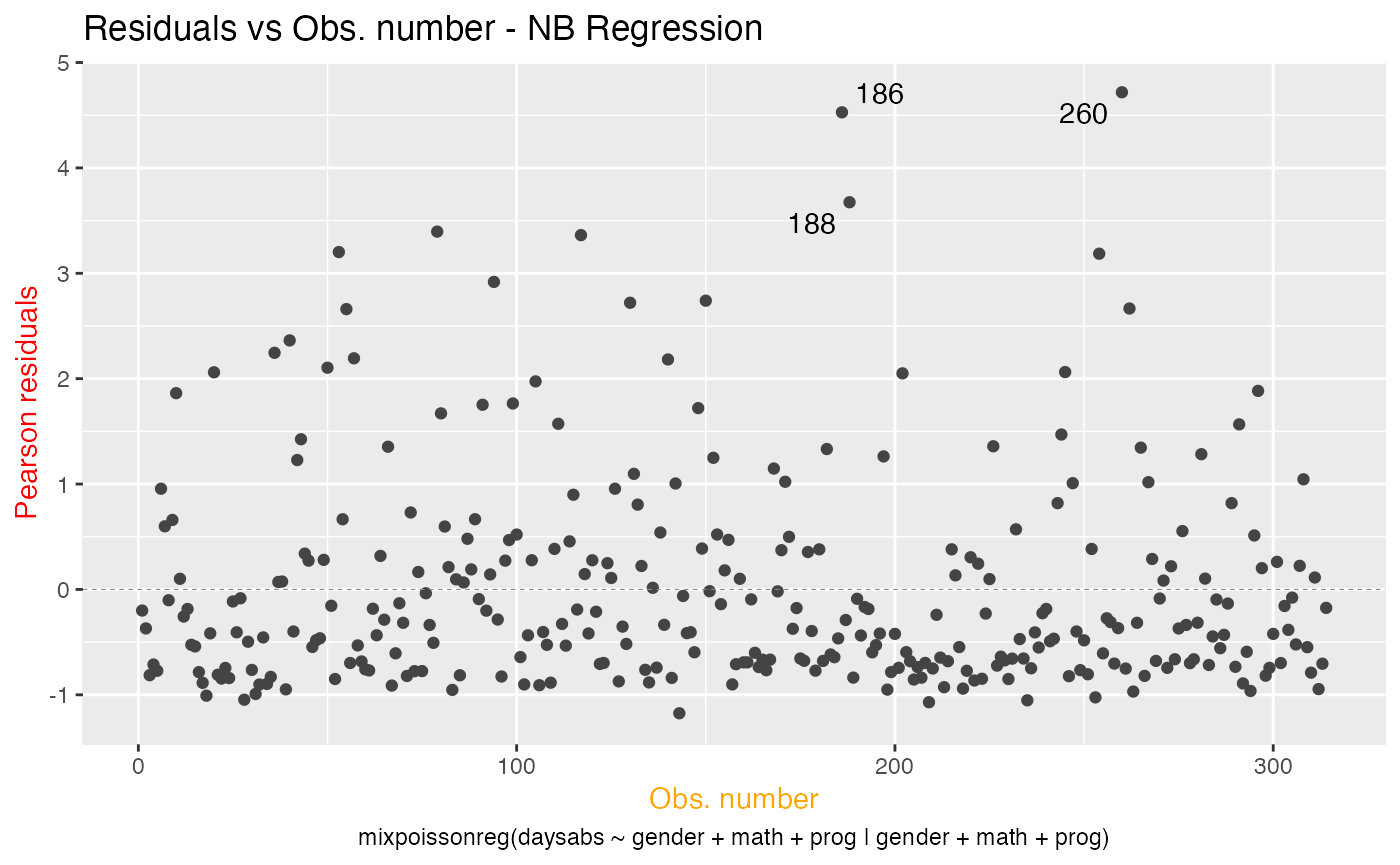 Residuals vs Obs. number - NB Regression
5
4
3
2
1
0
-1
Pearson residuals
186
260
188
0 100 200 300
Obs. number
mixpoissonreg(daysabs ~ gender + math + prog | gender + math + prog)